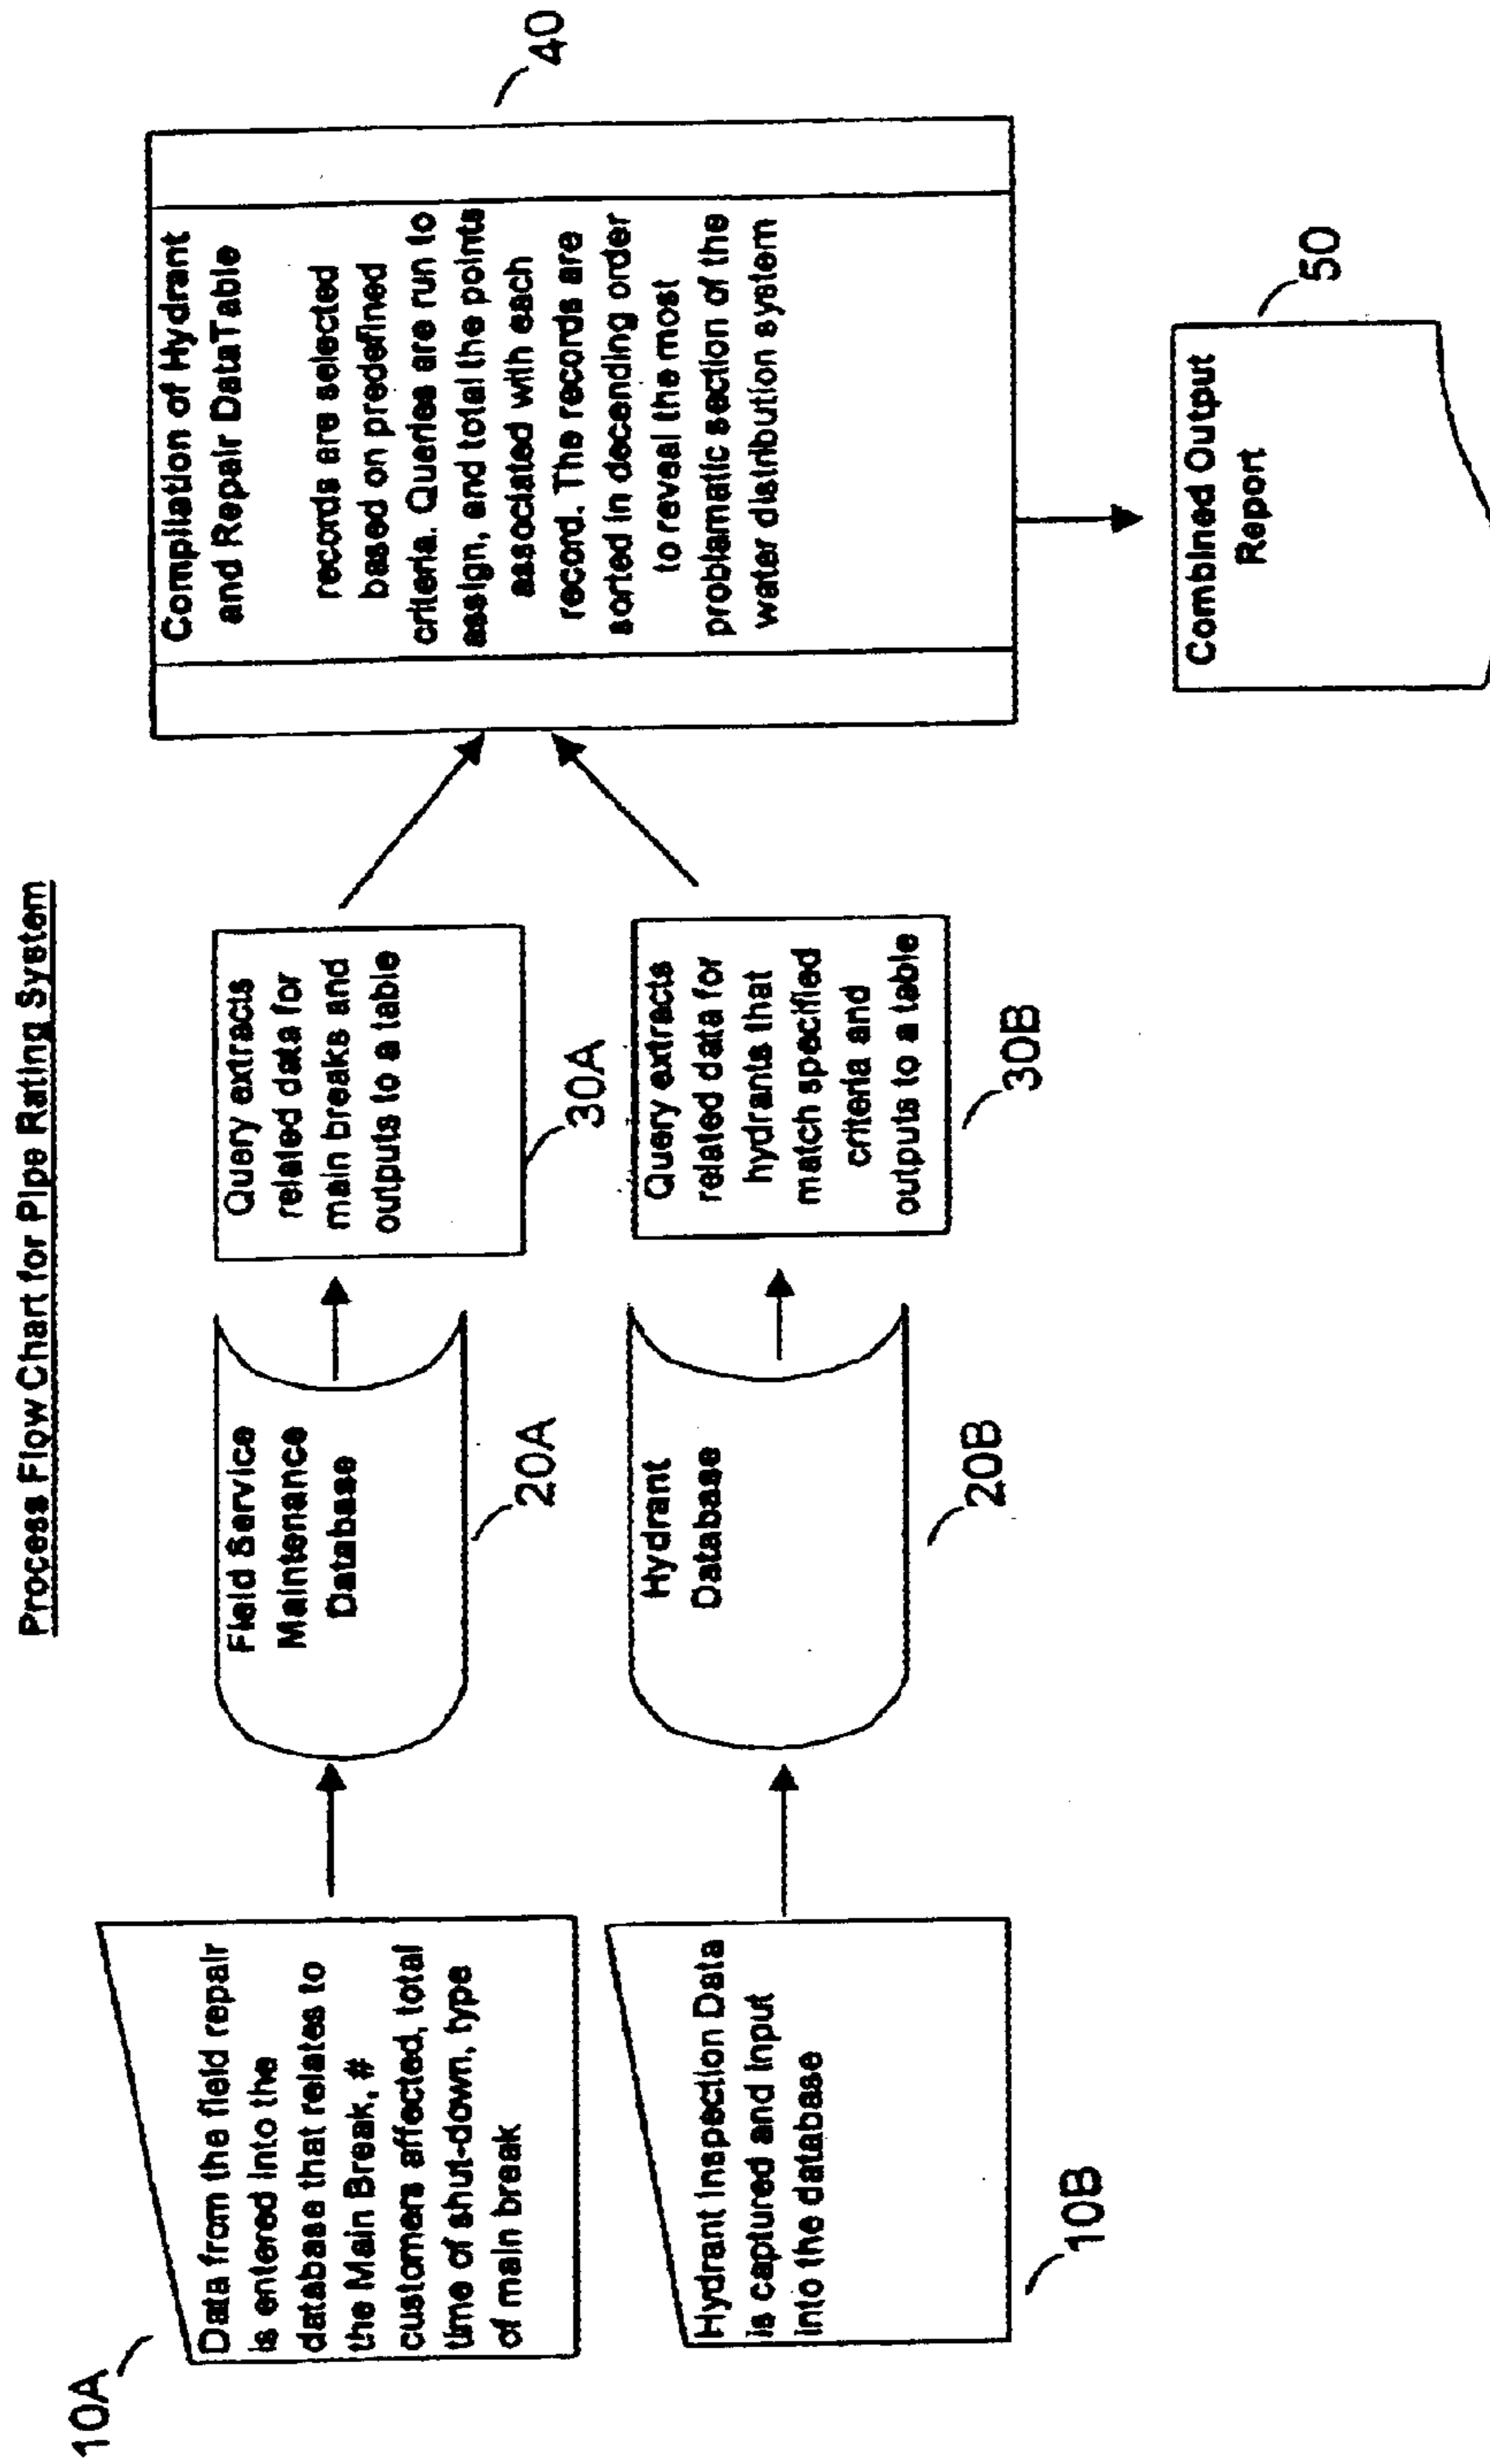 Process Flow Chart for Pipe Rating System
10A
Data from the field repair
is entered into the
database that relates to
the Main Break, #
customers affected, total
time of shut-down, type
of main break
Field Service
Maintenance
Database
20A
Query extracts
related data for
main breaks and
outputs to a table
30A
Hydrant Inspection Data
is captured and input
into the database
10B
Hydrant
Database
20B
Query extracts
related data for
hydrants that
match specified
criteria and
outputs to a table
30B
Compilation of Hydrant
and Repair DataTable
records are selected
based on predefined
criteria. Queries are run to
assign, and total the points
associated with each
record. The records are
sorted in decending order
to reveal the most
problamatic section of the
water distribution system
40
Combined Output
Report
50